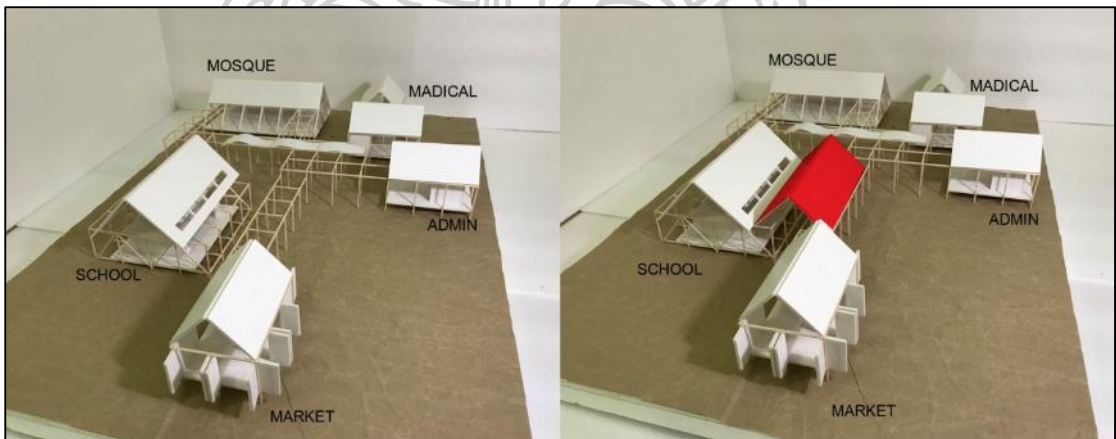 MOSQUE
MADICAL
ADMIN
SCHOOL
MARKET
MOSQUE
MADICAL
ADMIN
SCHOOL
MARKET